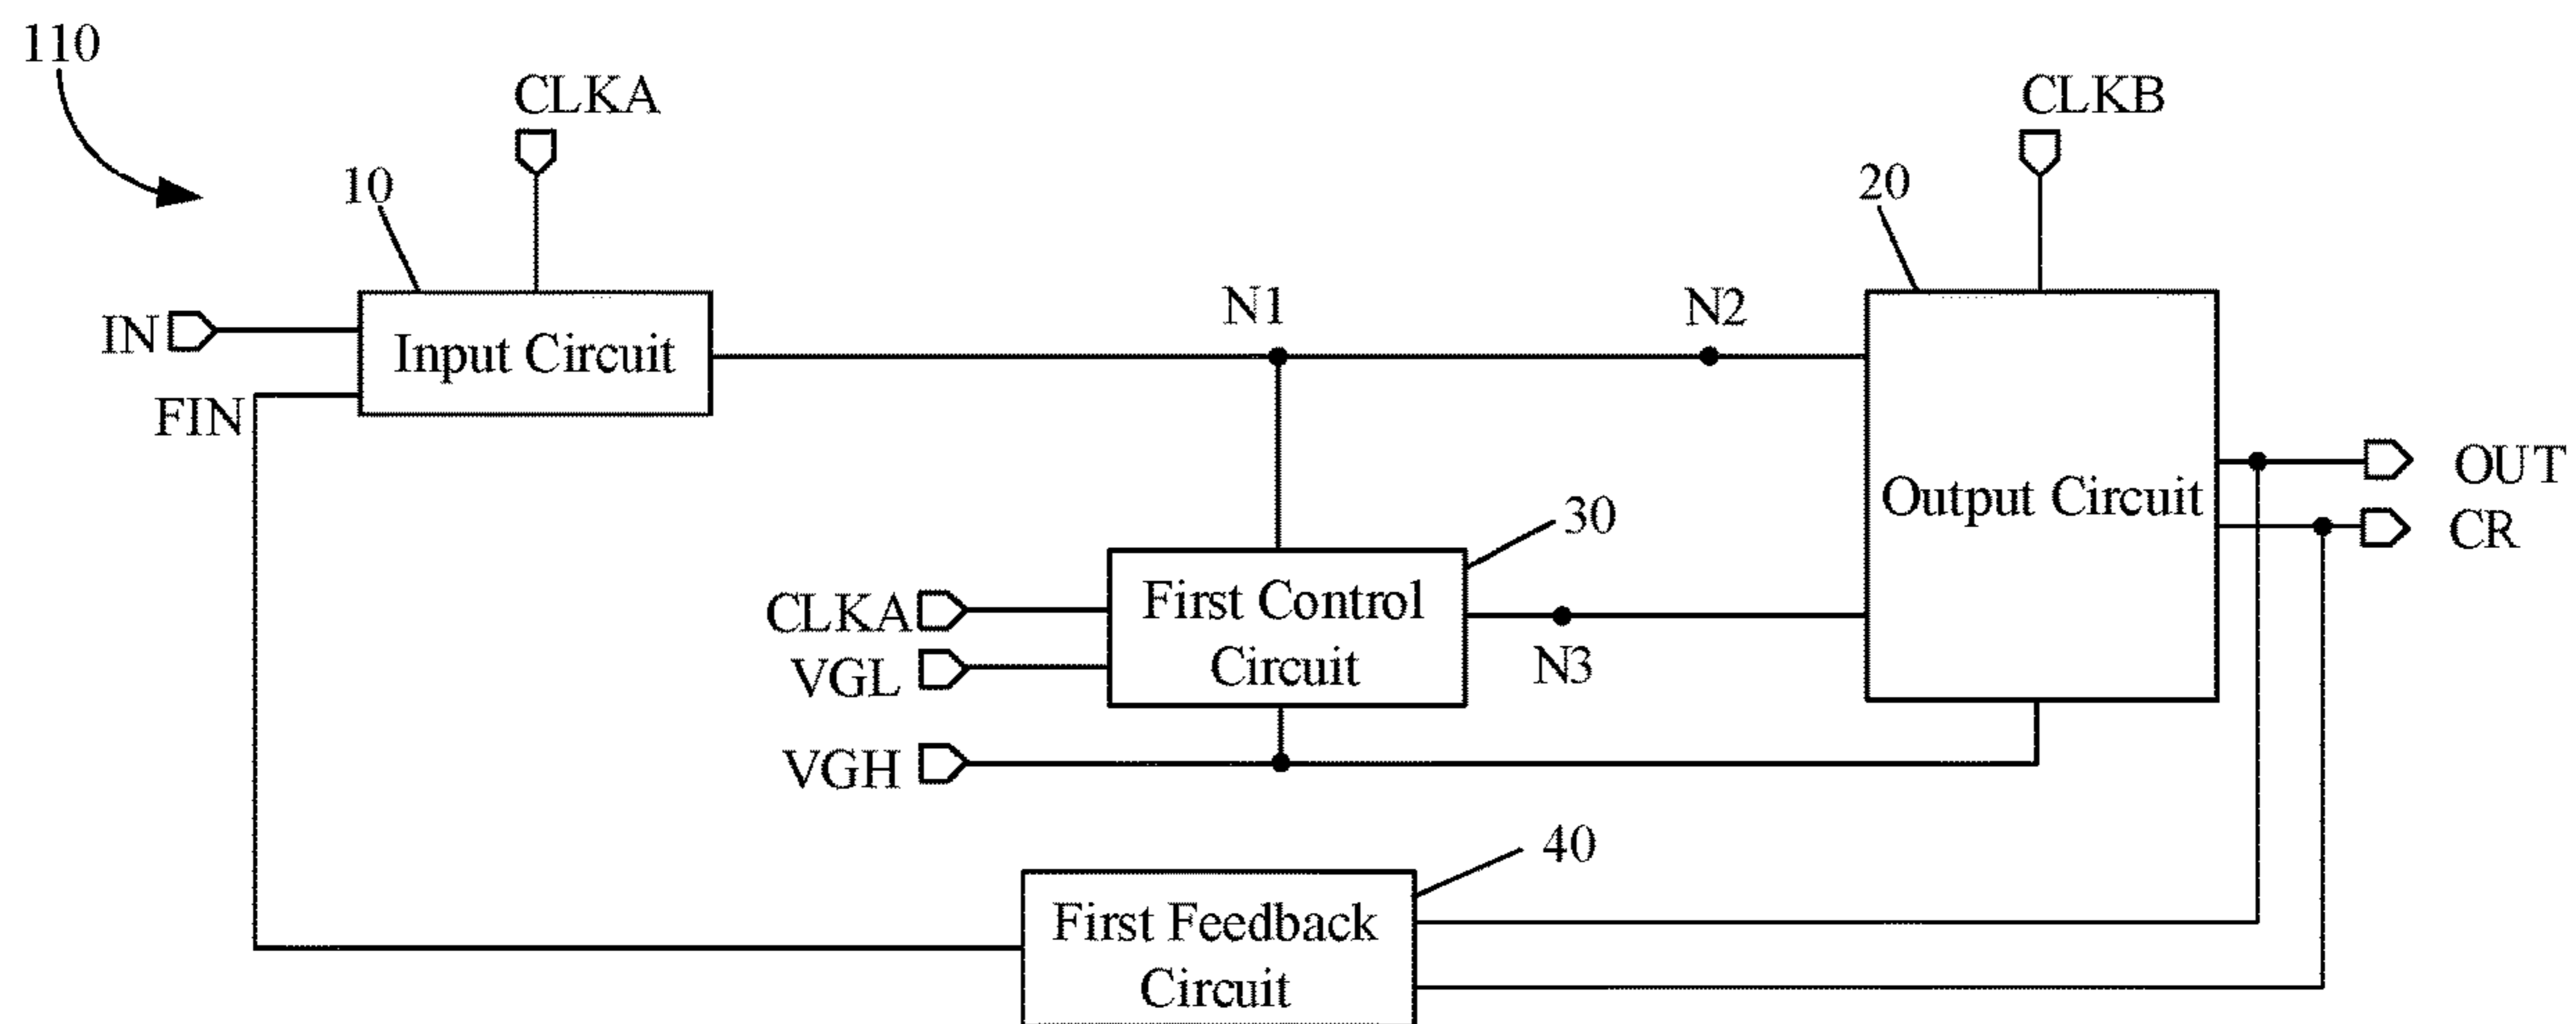 110
CLKA
CLKB
10
20
IN
Input Circuit
N1
N2
FIN
OUT
Output Circuit
CR
30
CLKA
First Control
Circuit
VGL
N3
VGH
40
First Feedback
Circuit